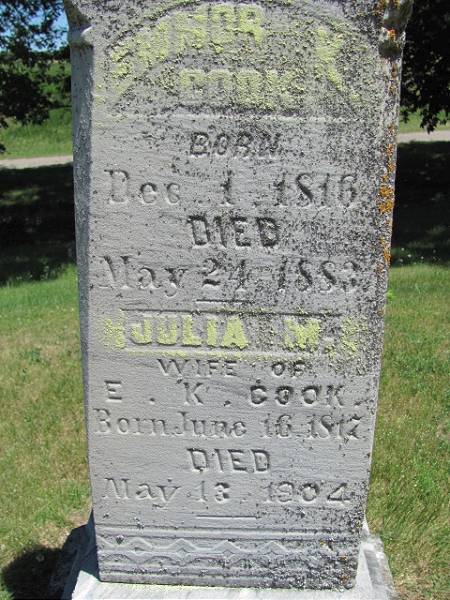 SEMHOR K.
COOK
BORN
Dec 1, 1816
DIED
May 24 1883
JULIA M.
WIFE OF
E. K. COOK
Born June 16 1817
DIED
May 13, 1904